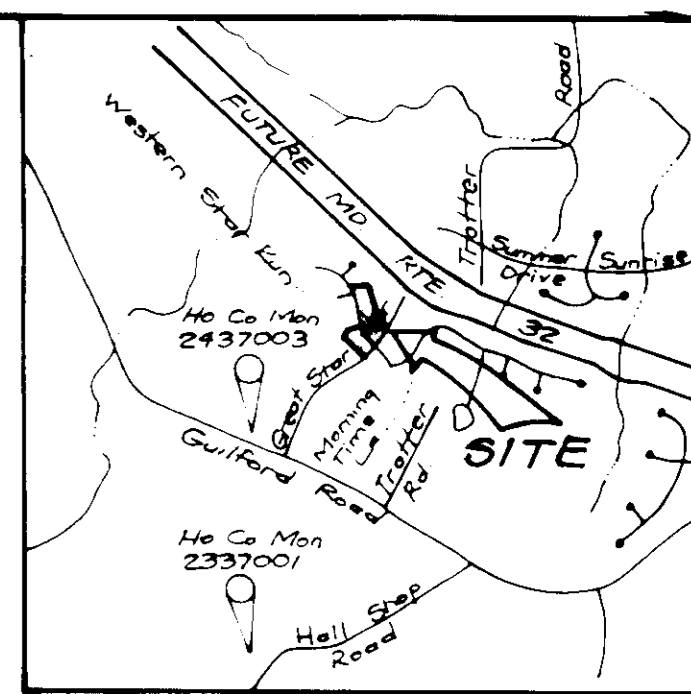 Road
Western Star Run
FUTURE MD. RTE. 32
Trotter
Summer Sunrise
Drive
Ho Co Mon
2437003
Great Star
Morning
Time
La
Trotter
Rd
SITE
Guilford Road
Ho Co Mon
2337001
Hall Shop
Road